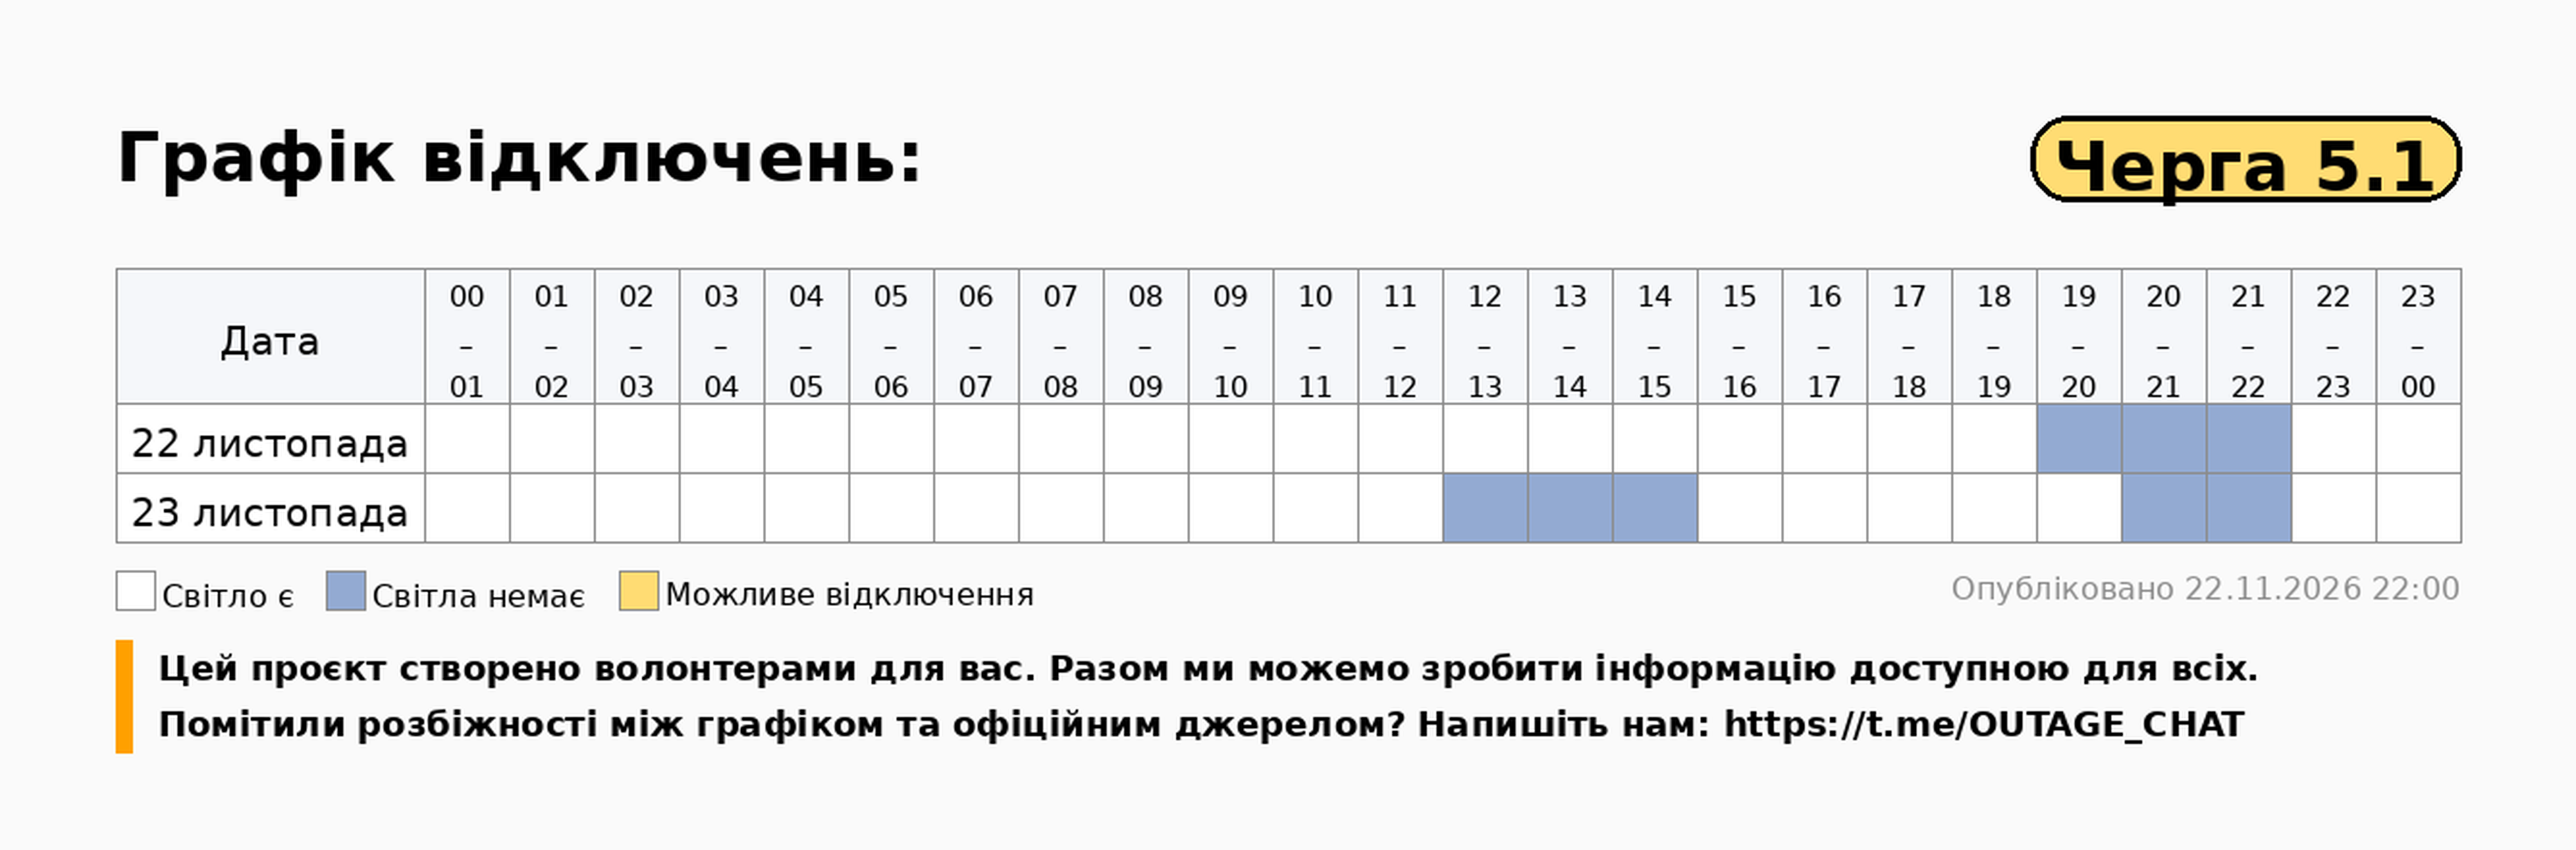 Графік відключень:
Черга 5.1
Дата 00 – 01 01 – 02 02 – 03 03 – 04 04 – 05 05 – 06 06 – 07 07 – 08 08 – 09 09 – 10 10 – 11 11 – 12 12 – 13 13 – 14 14 – 15 15 – 16 16 – 17 17 – 18 18 – 19 19 – 20 20 – 21 21 – 22 22 – 23 23 – 00
22 листопада
23 листопада
Світло є Світла немає Можливе відключення
Опубліковано 22.11.2026 22:00
Цей проєкт створено волонтерами для вас. Разом ми можемо зробити інформацію доступною для всіх.
Помітили розбіжності між графіком та офіційним джерелом? Напишіть нам: https://t.me/OUTAGE_CHAT